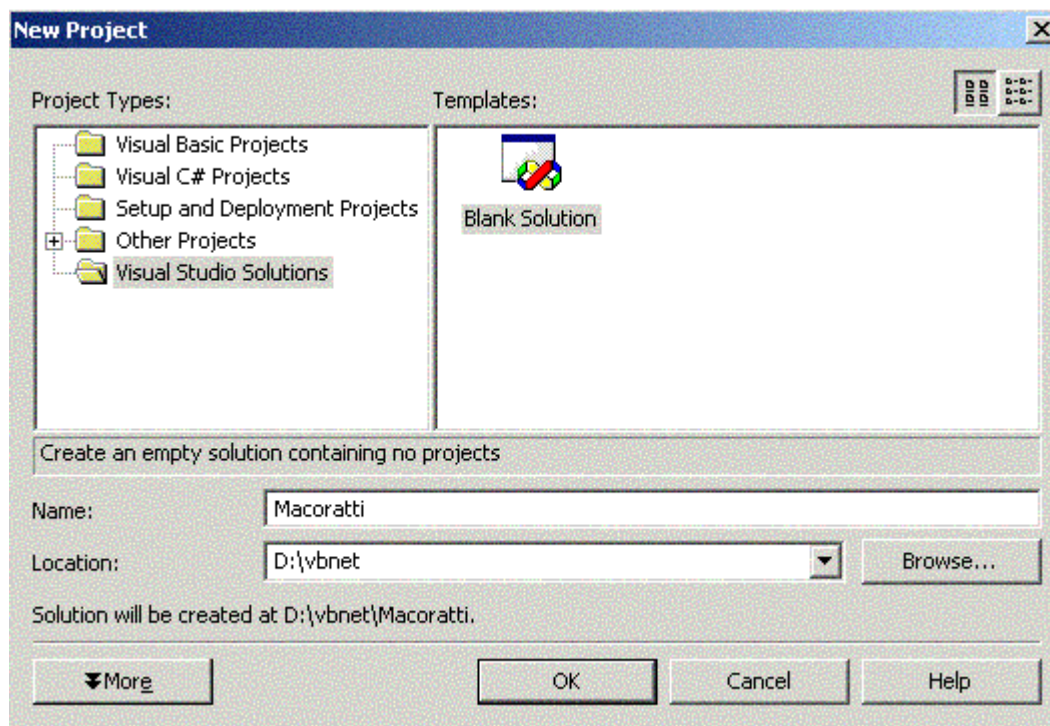 New Project
Project Types:
Templates:
Visual Basic Projects
Visual C# Projects
Setup and Deployment Projects
Other Projects
Visual Studio Solutions
Blank Solution
Create an empty solution containing no projects
Name:
Macoratti
Location:
D:\vbnet
Browse...
Solution will be created at D:\vbnet\Macoratti.
More
OK
Cancel
Help